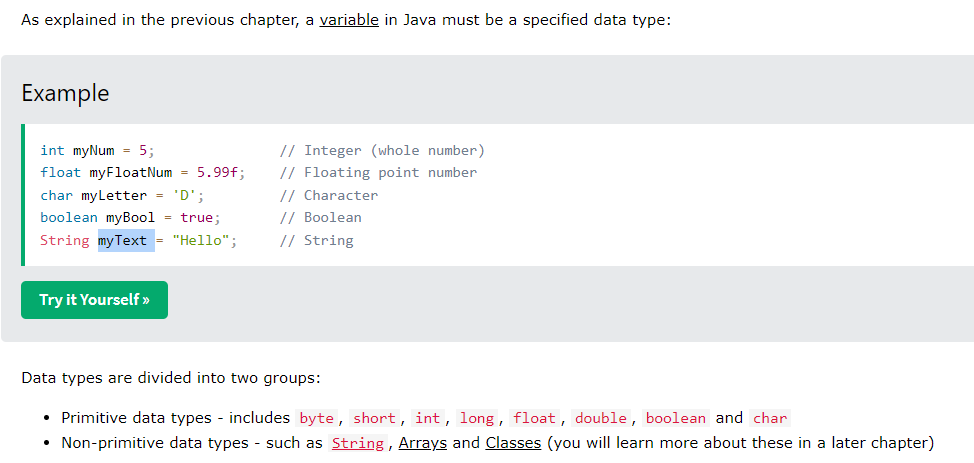 As explained in the previous chapter, a variable in Java must be a specified data type:
Example
int myNum = 5;               // Integer (whole number)
float myFloatNum = 5.99f;    // Floating point number
char myLetter = 'D';         // Character
boolean myBool = true;       // Boolean
String myText = "Hello";     // String
Try it Yourself »
Data types are divided into two groups:
• Primitive data types - includes byte, short, int, long, float, double, boolean and char
• Non-primitive data types - such as String, Arrays and Classes (you will learn more about these in a later chapter)